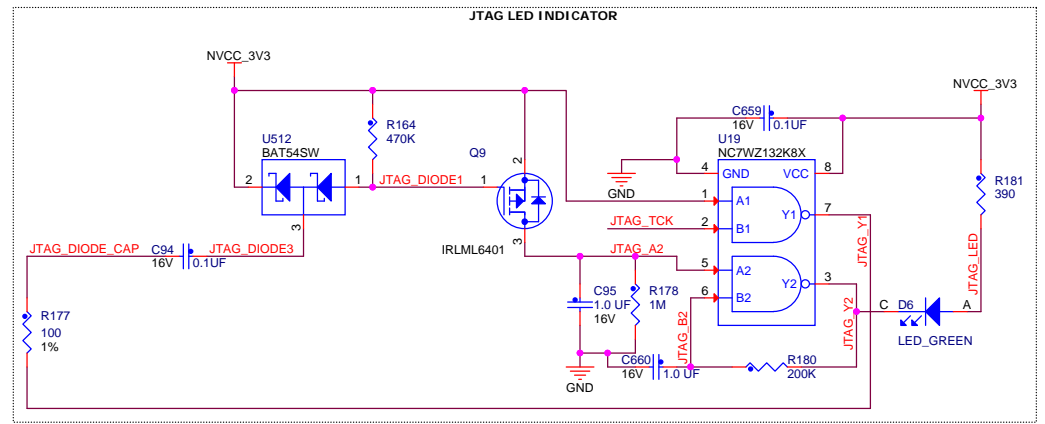 JTAG LED INDICATOR
NVCC_3V3
NVCC_3V3
C659
16V
0.1UF
U512
BAT54SW
R164
470K
Q9
U19
NC7WZ132K8X
2
1
3
JTAG_DIODE1
1
2
3
IRLML6401
GND
4
GND
VCC
8
1
A1
JTAG_TCK
2
B1
Y1
7
R181
390
JTAG_DIODE_CAP
C94
16V
0.1UF
JTAG_DIODE3
JTAG_A2
5
A2
6
B2
Y2
3
JTAG_Y1
JTAG_Y2
JTAG_LED
C
D6
A
LED_GREEN
C95
1.0 UF
16V
R178
1M
R177
100
1%
JTAG_B2
GND
C660
16V
1.0 UF
R180
200K